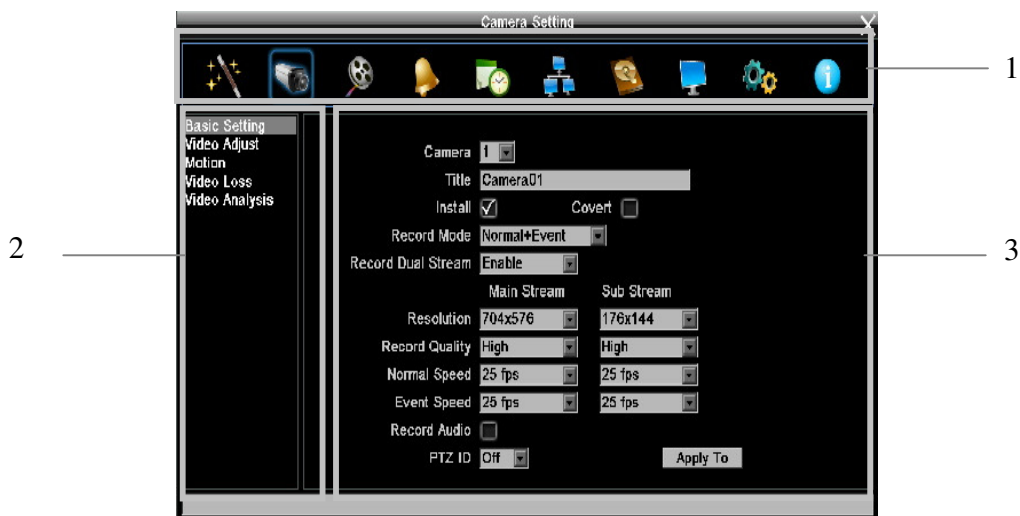 Camera Setting
X
1
Basic Setting
Video Adjust
Motion
Video Loss
Video Analysis
2
3
Camera 1
Title Camera01
Install Covert
Record Mode Normal+Event
Record Dual Stream Enable
Main Stream Sub Stream
Resolution 704x576 176x144
Record Quality High High
Normal Speed 25 fps 25 fps
Event Speed 25 fps 25 fps
Record Audio
PTZ ID Off Apply To